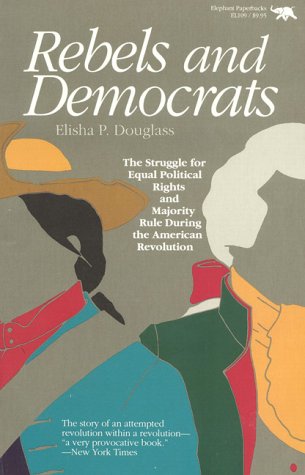 Elephant Paperbacks
EL109 / $9.95
Rebels and
Democrats
Elisha P. Douglass
The Struggle for
Equal Political
Rights
and
Majority
Rule During
the American
Revolution
The story of an attempted
revolution within a revolution—
“a very provocative book.”
—New York Times